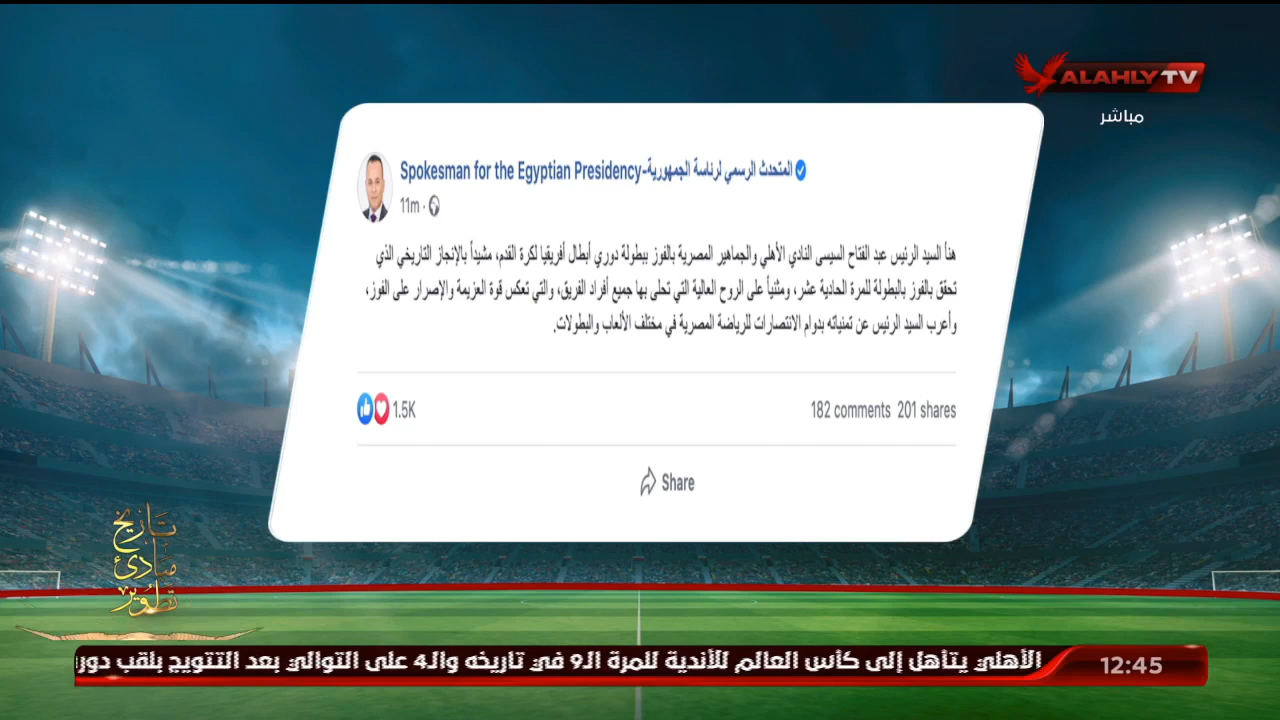 ALAHLY TV
مباشر
Spokesman for the Egyptian Presidency-المتحدث الرسمي لرئاسة الجمهورية
11m
هنأ السيد الرئيس عبد الفتاح السيسى النادي الأهلي والجماهير المصرية بالفوز ببطولة دوري أبطال أفريقيا لكرة القدم، مشيداً بالإنجاز التاريخي الذي
تحقق بالفوز بالبطولة للمرة الحادية عشر، ومثنياً على الروح العالية التي تحلى بها جميع أفراد الفريق، والتي تعكس قوة العزيمة والإصرار على الفوز،
وأعرب السيد الرئيس عن تمنياته بدوام الانتصارات للرياضة المصرية في مختلف الألعاب والبطولات.
1.5K
182 comments 201 shares
Share
تاريخ
مبادئ
تطوير
الأهلي يتأهل إلى كأس العالم للأندية للمرة الـ9 في تاريخه والـ4 على التوالي بعد التتويج بلقب دور
12:45